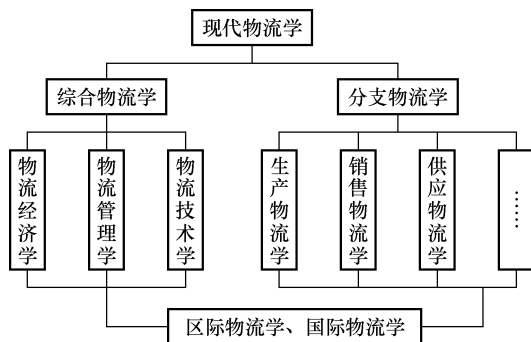 现代物流学
综合物流学
分支物流学
物流经济学
物流管理学
物流技术学
生产物流学
销售物流学
供应物流学
……
区际物流学、国际物流学